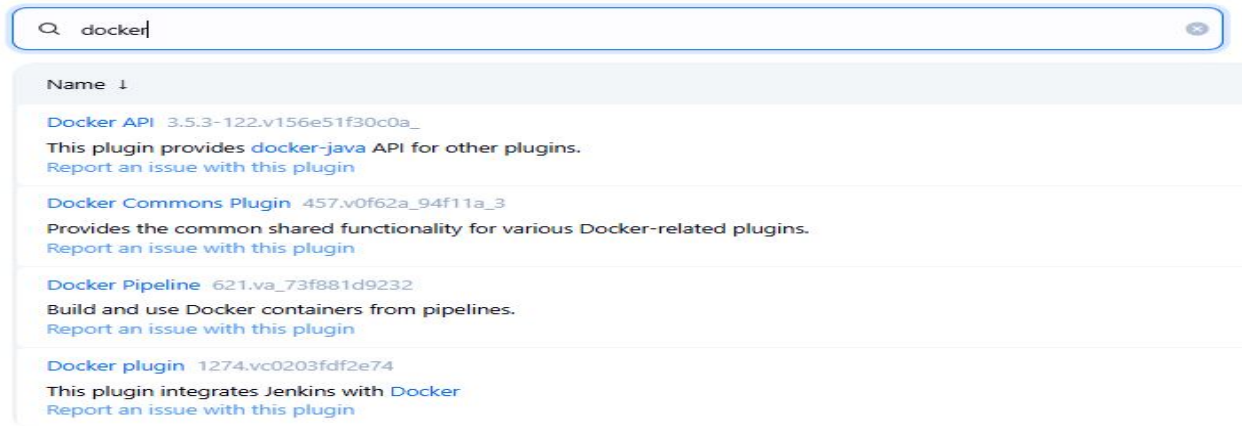 docker
Name ↓
Docker API 3.5.3-122.v156e51f30c0a_
This plugin provides docker-java API for other plugins.
Report an issue with this plugin
Docker Commons Plugin 457.v0f62a_94f11a_3
Provides the common shared functionality for various Docker-related plugins.
Report an issue with this plugin
Docker Pipeline 621.va_73f881d9232
Build and use Docker containers from pipelines.
Report an issue with this plugin
Docker plugin 1274.vc0203fdf2e74
This plugin integrates Jenkins with Docker
Report an issue with this plugin